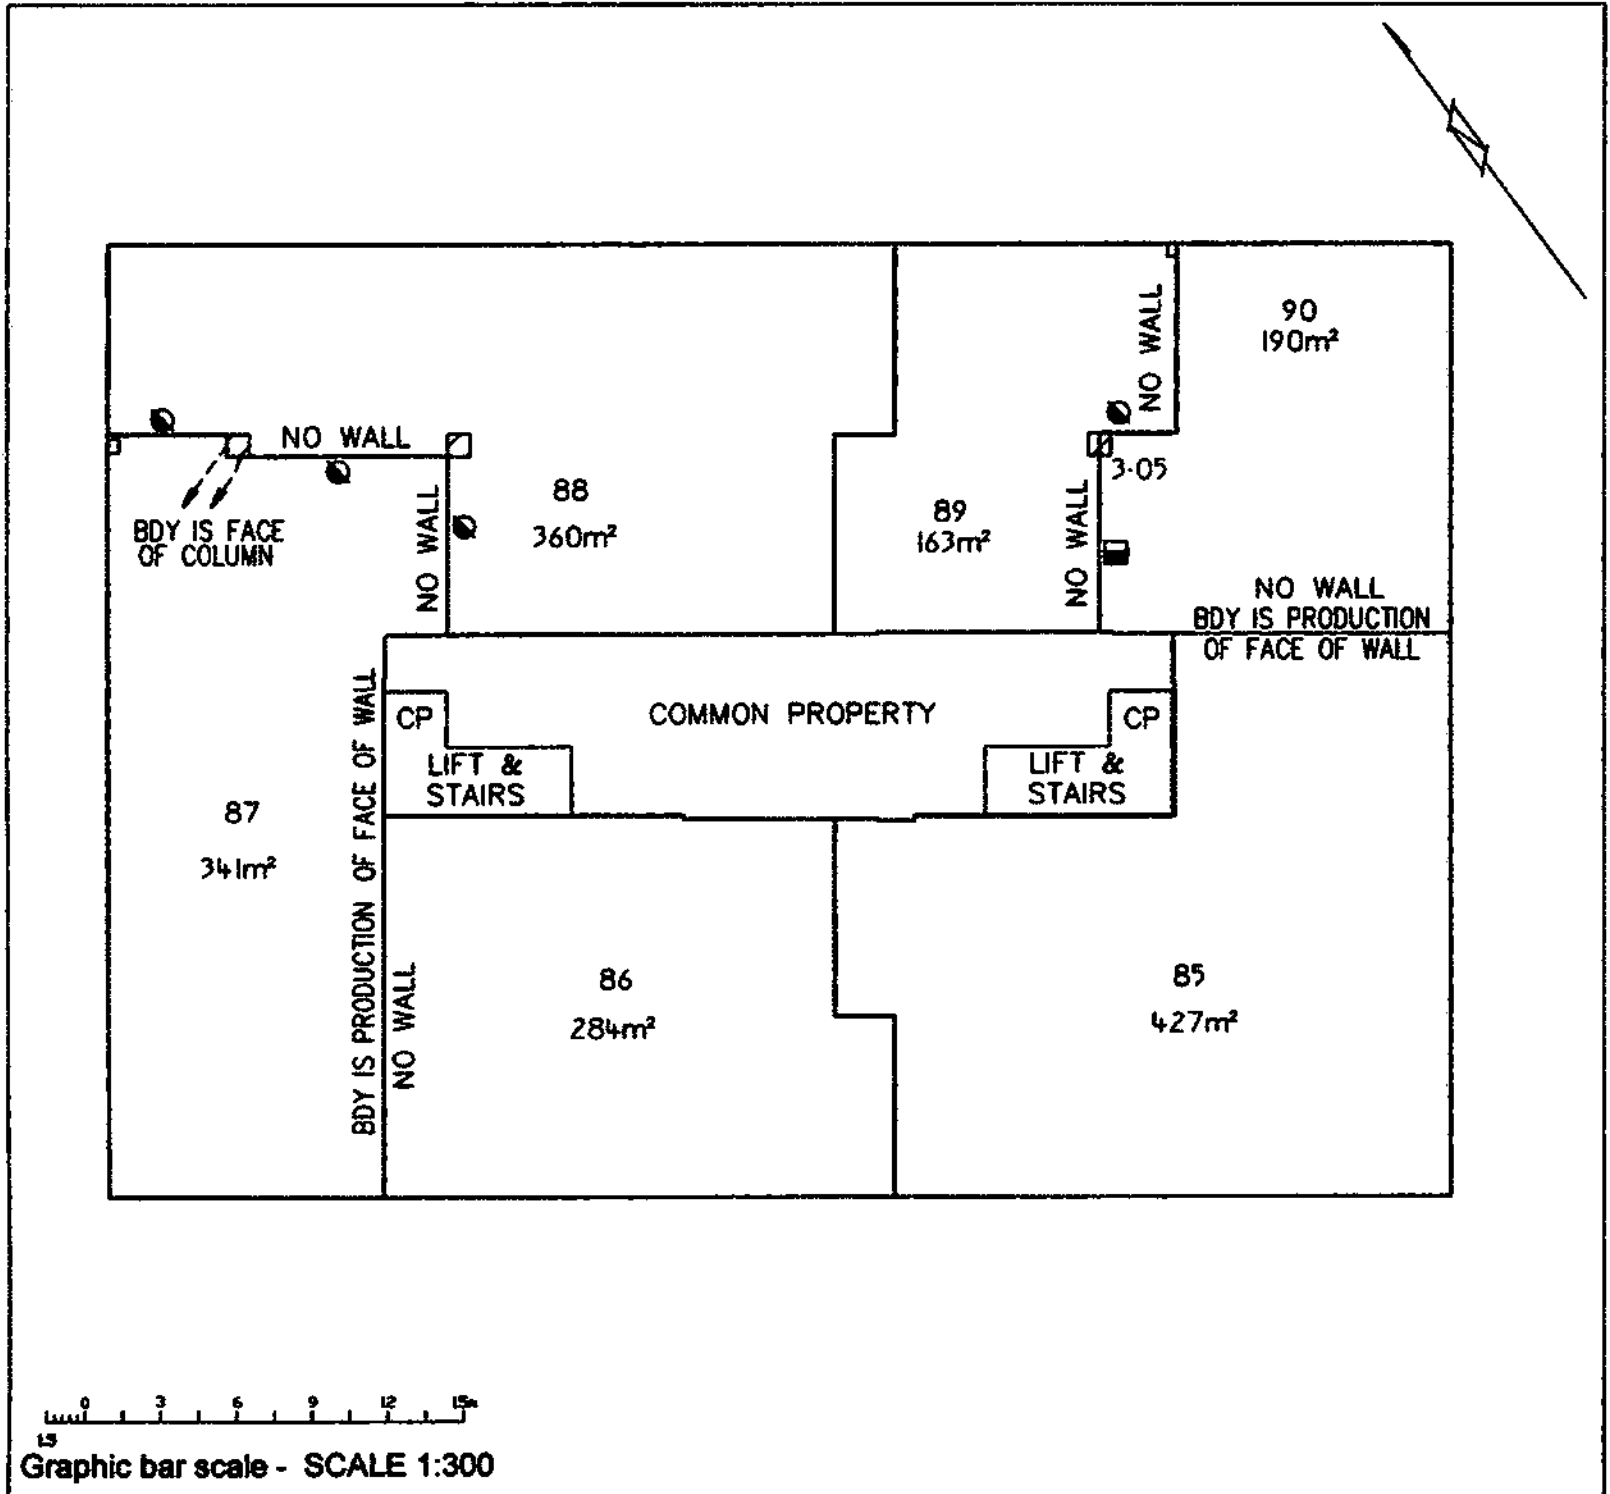 90
190m²
NO WALL
NO WALL
88
360m²
3·05
89
163m²
BDY IS FACE
OF COLUMN
NO WALL
NO WALL
NO WALL
BDY IS PRODUCTION
OF FACE OF WALL
COMMON PROPERTY
CP
CP
LIFT &
STAIRS
LIFT &
STAIRS
87
341m²
BDY IS PRODUCTION OF FACE OF WALL
NO WALL
86
284m²
85
427m²
0 3 6 9 12 15m
1.5
Graphic bar scale - SCALE 1:300